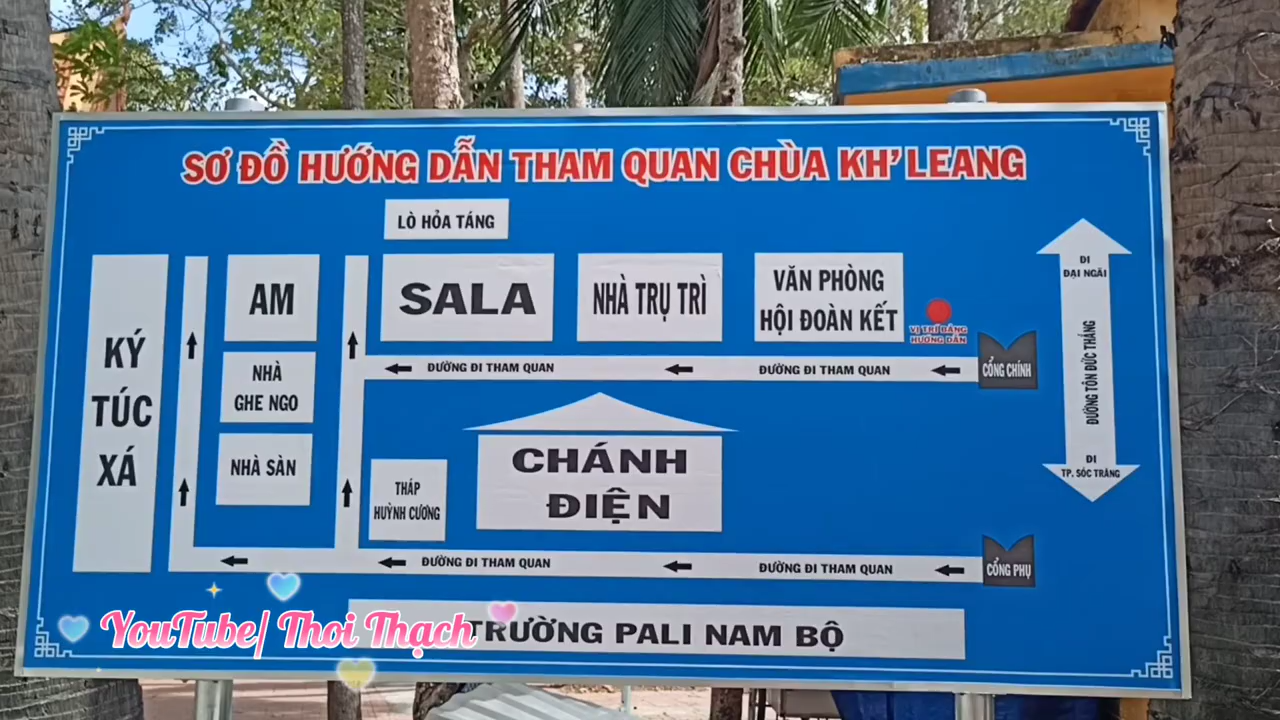 SƠ ĐỒ HƯỚNG DẪN THAM QUAN CHÙA KH'LEANG
LÒ HỎA TÁNG
KÝ
TÚC
XÁ
AM
SALA
NHÀ TRỤ TRÌ
VĂN PHÒNG
HỘI ĐOÀN KẾT
VỊ TRÍ BẢNG
HƯỚNG DẪN
CỔNG CHÍNH
ĐI
ĐẠI NGÃI
ĐƯỜNG TÔN ĐỨC THẮNG
ĐI
TP. SÓC TRĂNG
NHÀ
GHE NGO
ĐƯỜNG ĐI THAM QUAN
ĐƯỜNG ĐI THAM QUAN
NHÀ SÀN
THÁP
HUỲNH CƯƠNG
CHÁNH
ĐIỆN
ĐƯỜNG ĐI THAM QUAN
ĐƯỜNG ĐI THAM QUAN
CỔNG PHỤ
TRƯỜNG PALI NAM BỘ
YouTube/ Thoi Thạch